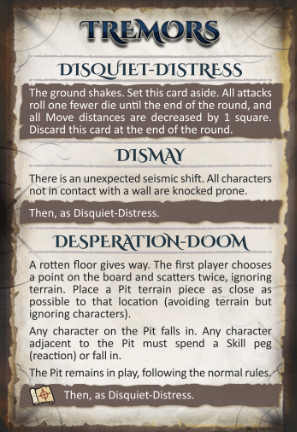 TREMORS
DISQUIET-DISTRESS
The ground shakes. Set this card aside. All attacks
roll one fewer die until the end of the round, and
all Move distances are decreased by 1 square.
Discard this card at the end of the round.
DISMAY
There is an unexpected seismic shift. All characters
not in contact with a wall are knocked prone.
Then, as Disquiet-Distress.
DESPERATION-DOOM
A rotten floor gives way. The first player chooses
a point on the board and scatters twice, ignoring
terrain. Place a Pit terrain piece as close as
possible to that location (avoiding terrain but
ignoring characters).
Any character on the Pit falls in. Any character
adjacent to the Pit must spend a Skill peg
(reaction) or fall in.
The Pit remains in play, following the normal rules.
Then, as Disquiet-Distress.